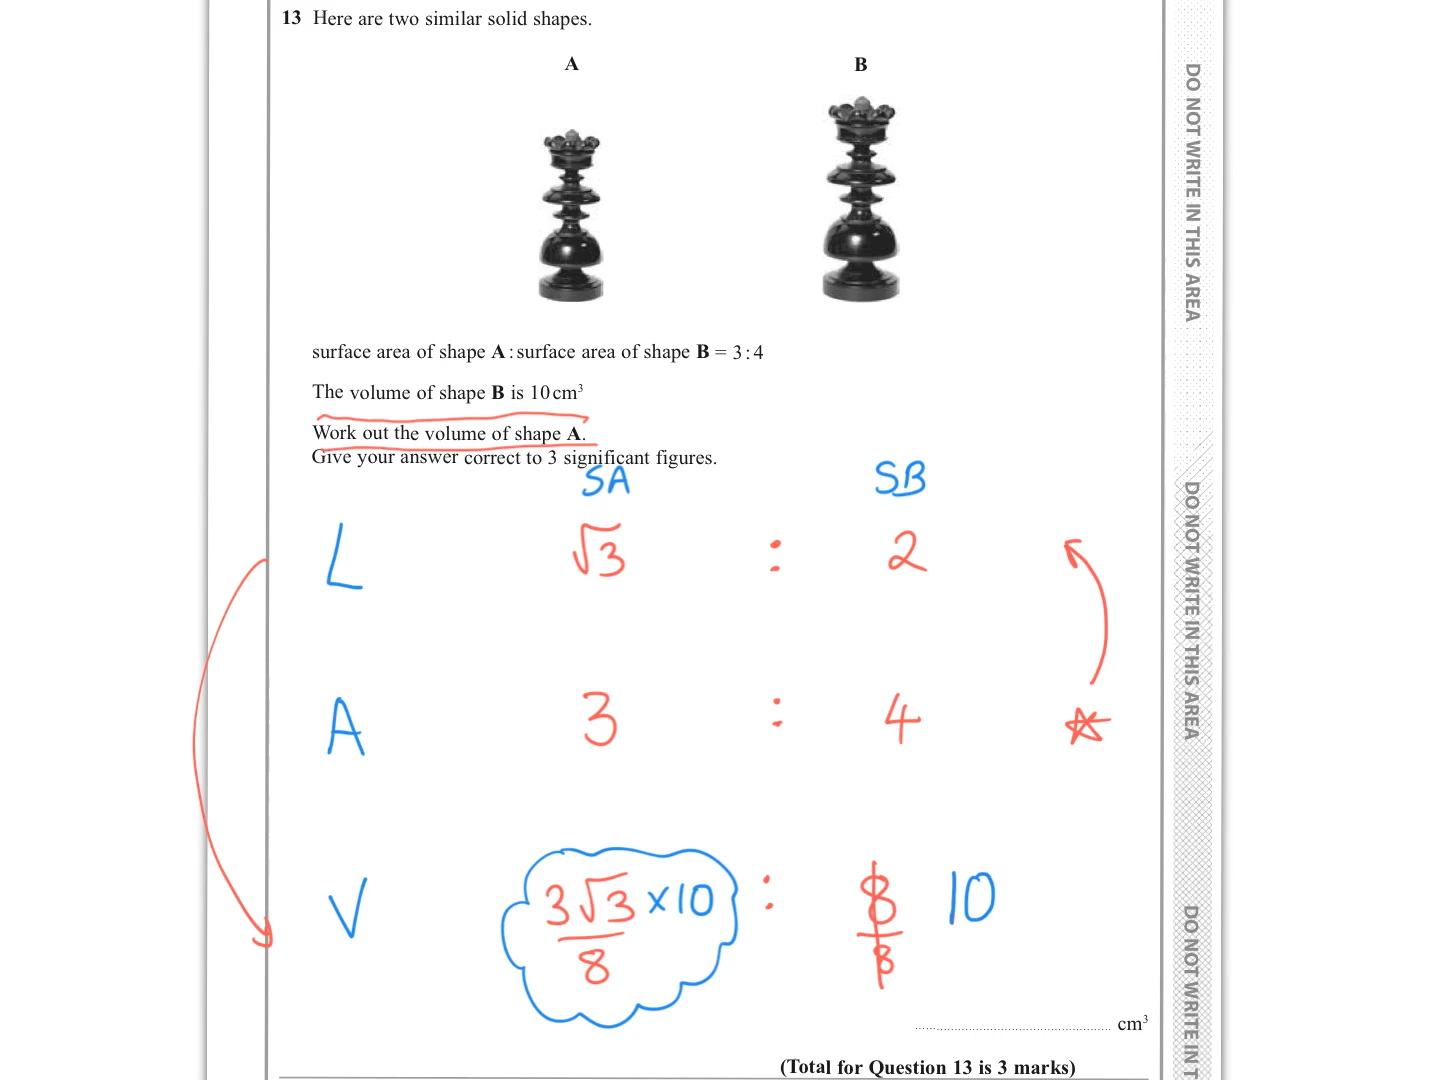 13 Here are two similar solid shapes.
A B
surface area of shape A : surface area of shape B = 3 : 4
The volume of shape B is 10 cm³
Work out the volume of shape A.
Give your answer correct to 3 significant figures.
SA SB
L √3 : 2
A 3 : 4
V 3√3/8 × 10 : 8/8 10
cm³
(Total for Question 13 is 3 marks)
DO NOT WRITE IN THIS AREA
DO NOT WRITE IN THIS AREA
DO NOT WRITE IN T